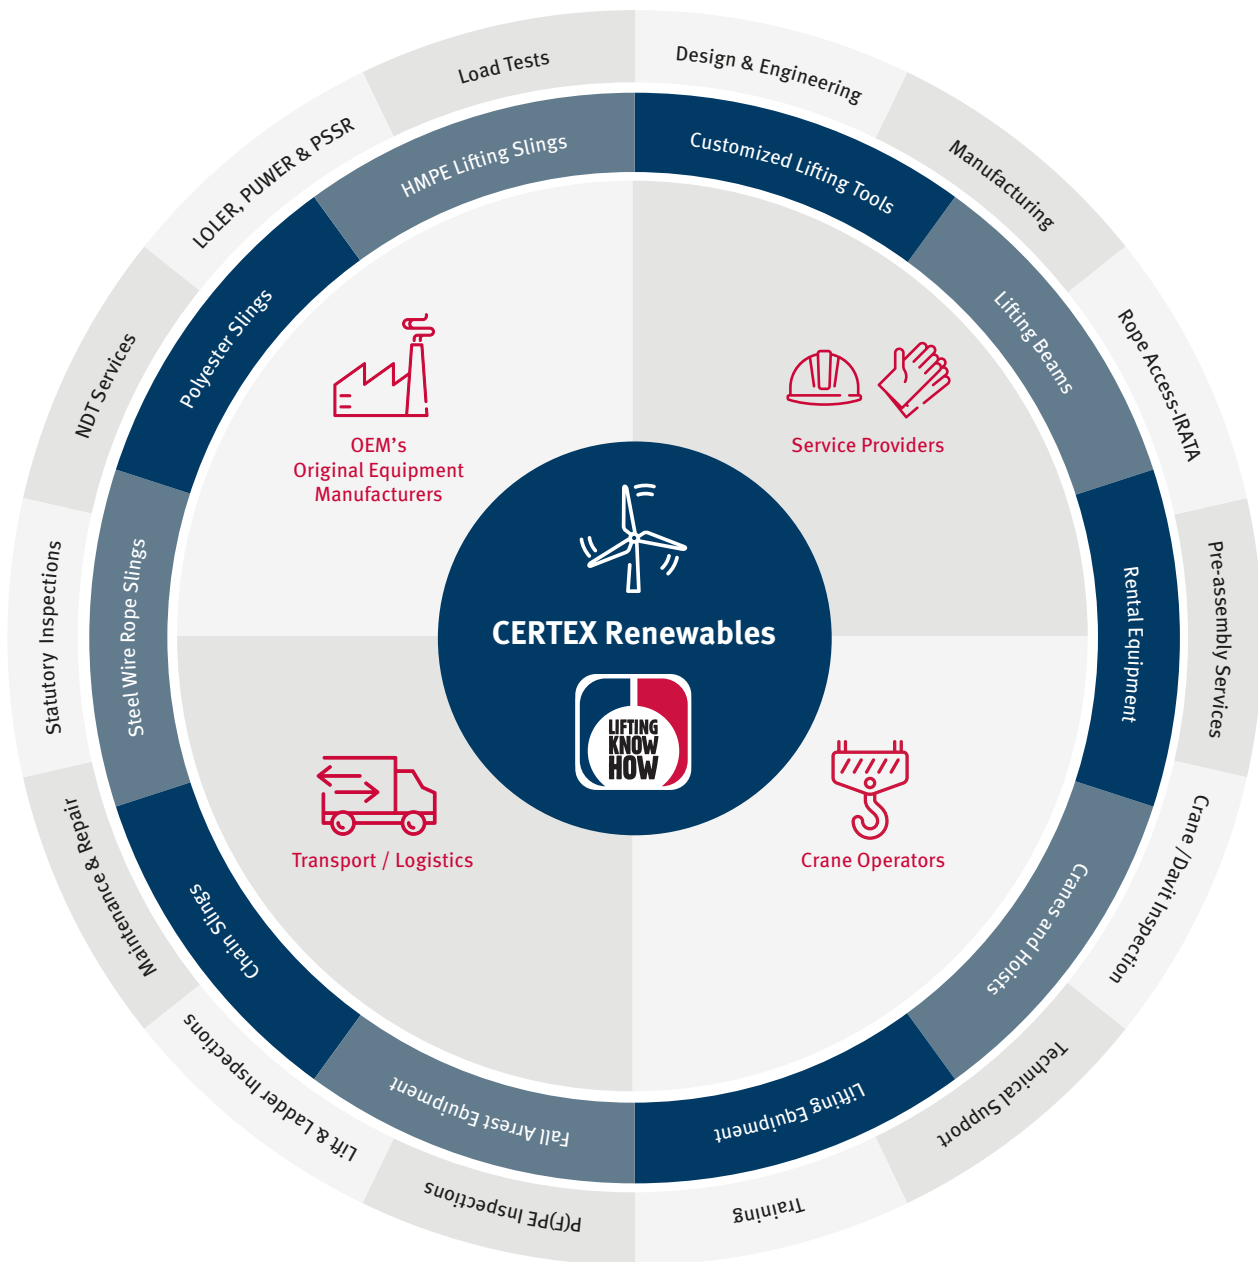 Design & Engineering
Manufacturing
Rope Access-IRATA
Pre-assembly Services
Crane / Davit Inspection
Technical Support
Training
P(F)PE Inspections
Lift & Ladder Inspections
Maintenance & Repair
Statutory Inspections
NDT Services
LOLER, PUWER & PSSR
Load Tests
Customized Lifting Tools
Lifting Beams
Rental Equipment
Cranes and Hoists
Lifting Equipment
Fall Arrest Equipment
Chain Slings
Steel Wire Rope Slings
Polyester Slings
HMPE Lifting Slings
OEM’s
Original Equipment
Manufacturers
Service Providers
Transport / Logistics
Crane Operators
CERTEX Renewables
LIFTING
KNOW
HOW